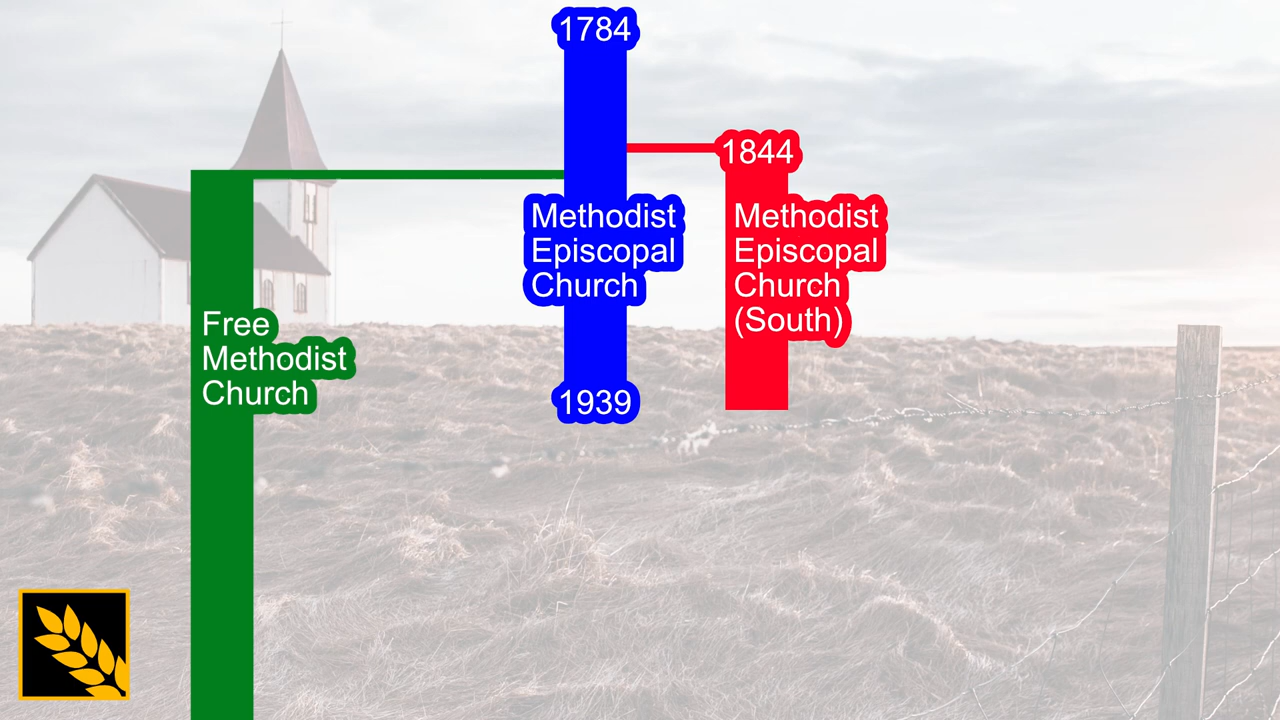 1784
1844
Methodist
Episcopal
Church
Methodist
Episcopal
Church
(South)
Free
Methodist
Church
1939